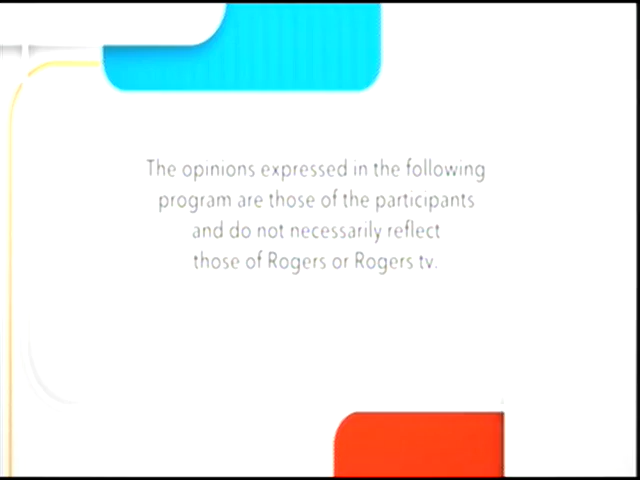 The opinions expressed in the following
program are those of the participants
and do not necessarily reflect
those of Rogers or Rogers tv.